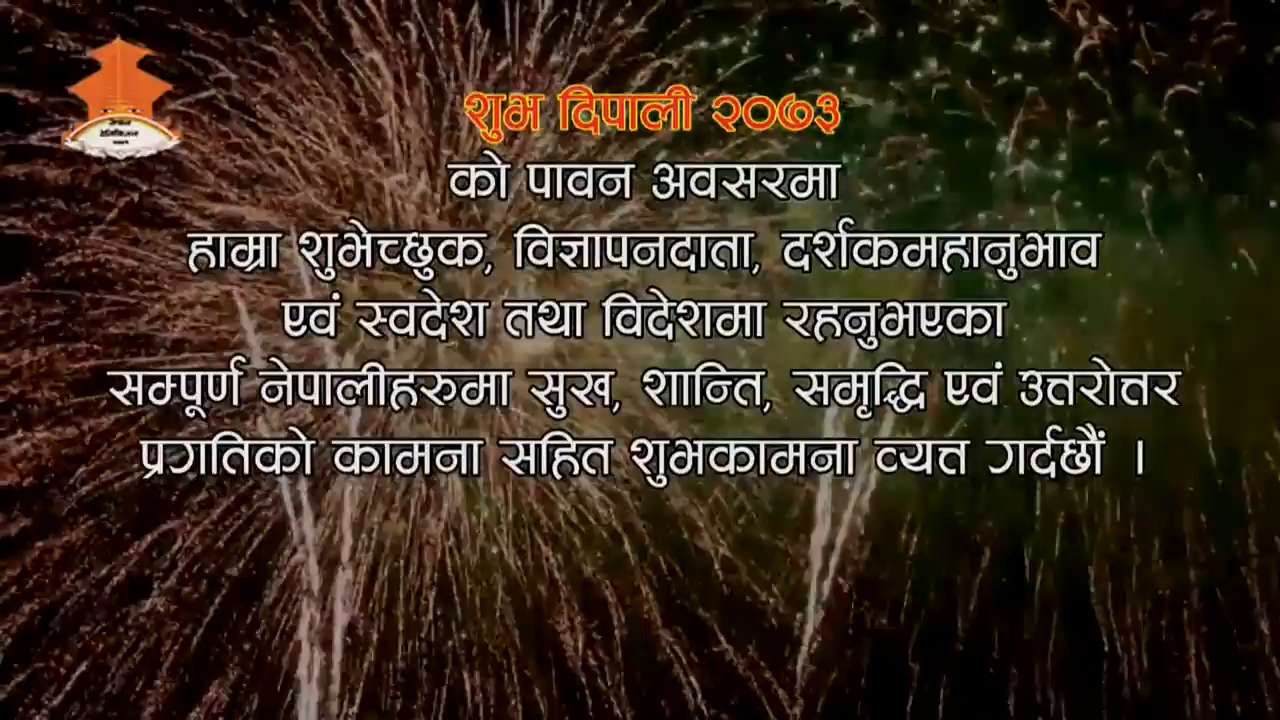 शुभ दिपाली २०७३
को पावन अवसरमा
हाम्रा शुभेच्छुक, विज्ञापनदाता, दर्शकमहानुभाव
एवं स्वदेश तथा विदेशमा रहनुभएका
सम्पूर्ण नेपालीहरुमा सुख, शान्ति, समृद्धि एवं उत्तरोत्तर
प्रगतिको कामना सहित शुभकामना व्यत्त गर्दछौं ।